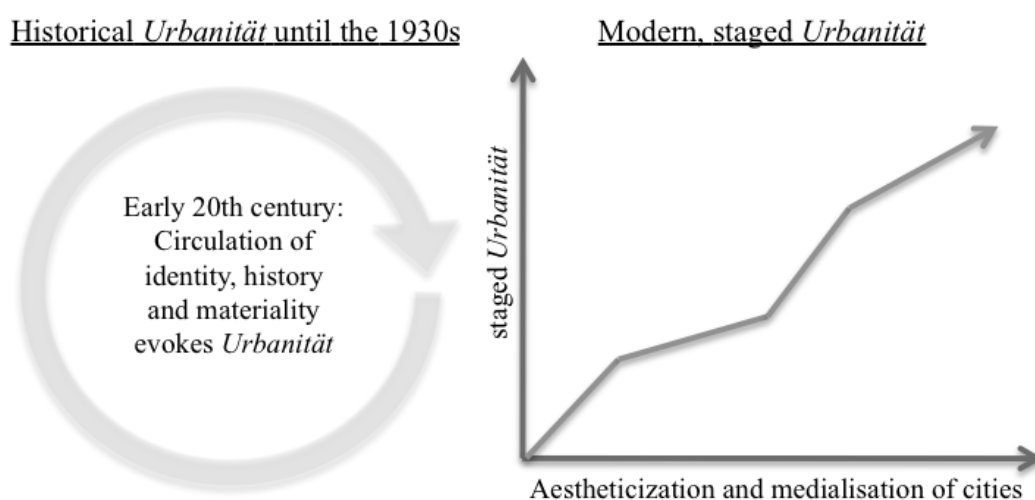 Historical Urbanität until the 1930s
Early 20th century:
Circulation of
identity, history
and materiality
evokes Urbanität
Modern, staged Urbanität
staged Urbanität
Aestheticization and medialisation of cities